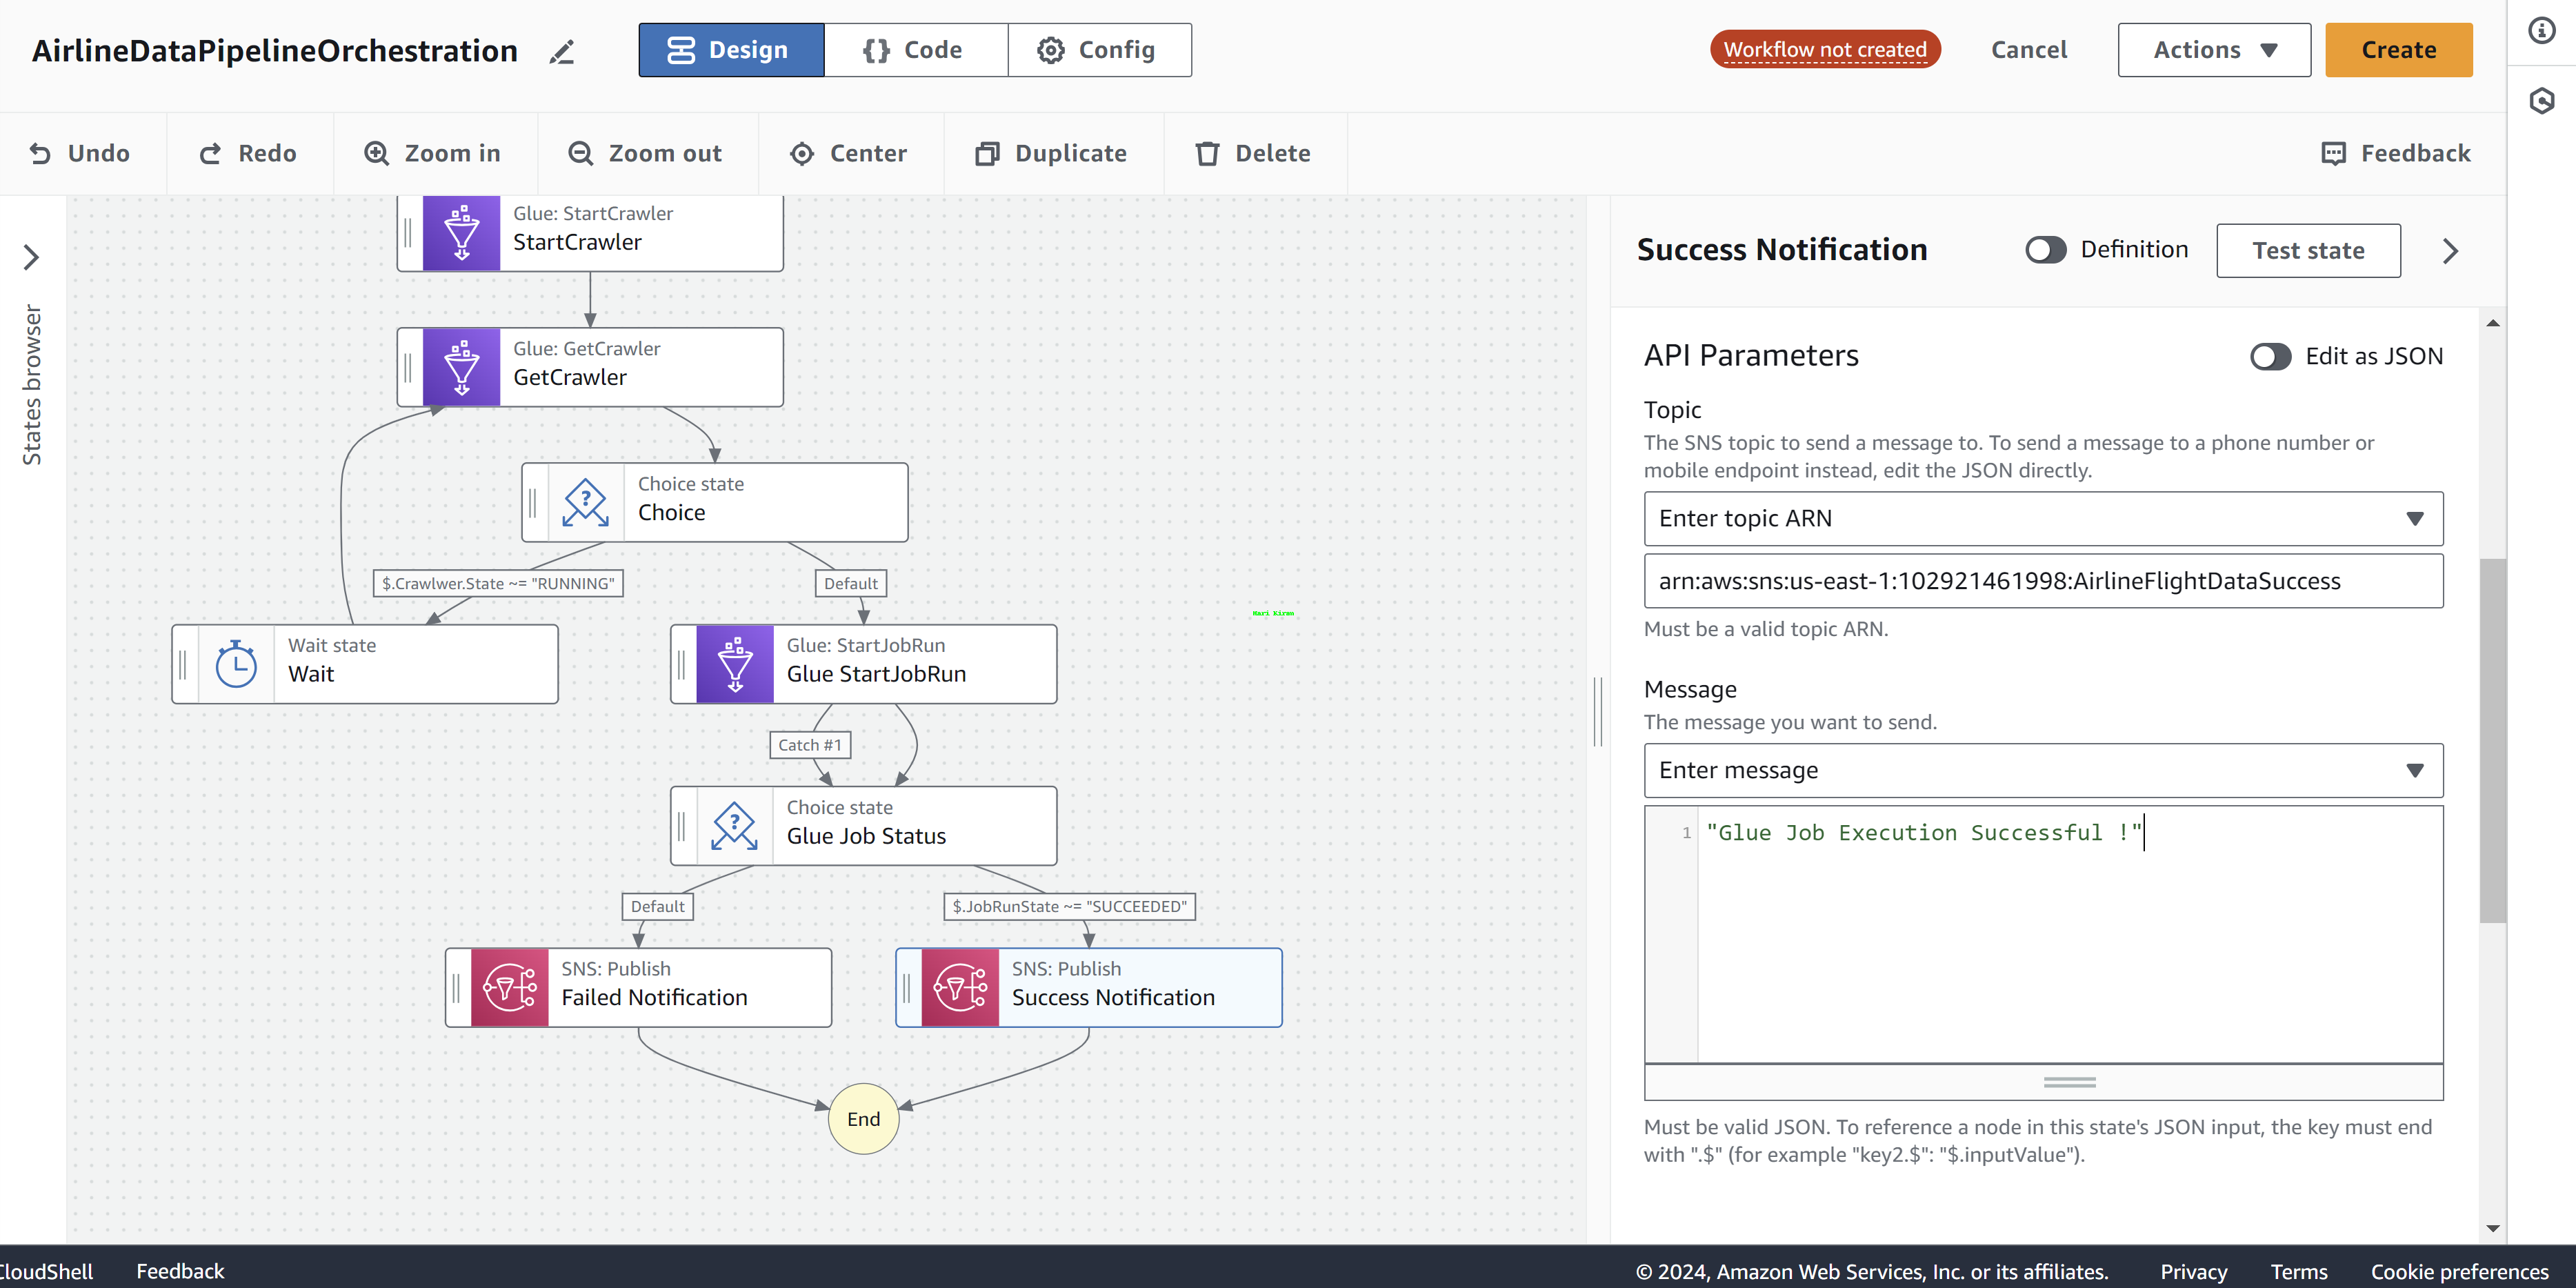 AirlineDataPipelineOrchestration
Design
Code
Config
Workflow not created
Cancel
Actions
Create
Undo
Redo
Zoom in
Zoom out
Center
Duplicate
Delete
Feedback
States browser
Glue: StartCrawler
StartCrawler
Glue: GetCrawler
GetCrawler
Choice state
Choice
$.Crawlwer.State ~= "RUNNING"
Default
Wait state
Wait
Glue: StartJobRun
Glue StartJobRun
Catch #1
Choice state
Glue Job Status
Default
$.JobRunState ~= "SUCCEEDED"
SNS: Publish
Failed Notification
SNS: Publish
Success Notification
End
Hari Kiran
Success Notification
Definition
Test state
API Parameters
Edit as JSON
Topic
The SNS topic to send a message to. To send a message to a phone number or
mobile endpoint instead, edit the JSON directly.
Enter topic ARN
arn:aws:sns:us-east-1:102921461998:AirlineFlightDataSuccess
Must be a valid topic ARN.
Message
The message you want to send.
Enter message
1 "Glue Job Execution Successful !"
Must be valid JSON. To reference a node in this state's JSON input, the key must end
with ".$" (for example "key2.$": "$.inputValue").
CloudShell
Feedback
© 2024, Amazon Web Services, Inc. or its affiliates.
Privacy
Terms
Cookie preferences